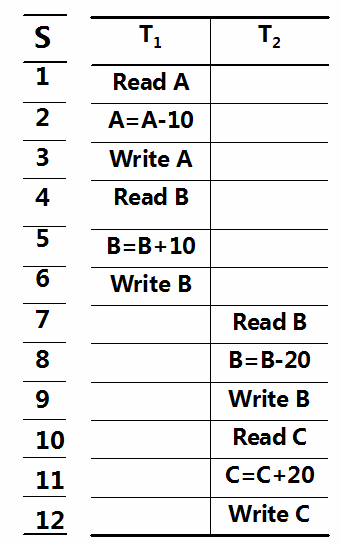 S T1 T2
1 Read A
2 A=A-10
3 Write A
4 Read B
5 B=B+10
6 Write B
7 Read B
8 B=B-20
9 Write B
10 Read C
11 C=C+20
12 Write C